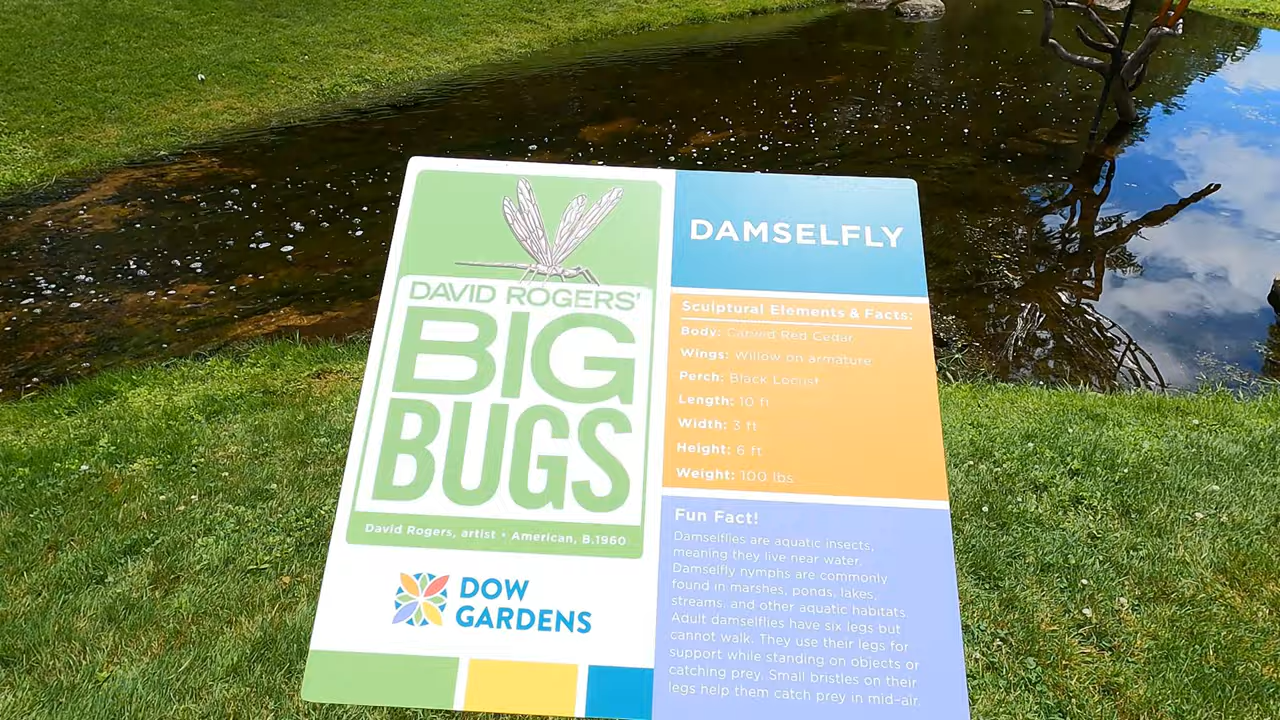 DAVID ROGERS'
BIG
BUGS
David Rogers, artist • American, B.1960
DOW
GARDENS
DAMSELFLY
Sculptural Elements & Facts:
Body: Carved Red Cedar
Wings: Willow on armature
Perch: Black Locust
Length: 10 ft
Width: 3 ft
Height: 6 ft
Weight: 100 lbs
Fun Fact!
Damselflies are aquatic insects,
meaning they live near water.
Damselfly nymphs are commonly
found in marshes, ponds, lakes,
streams, and other aquatic habitats.
Adult damselflies have six legs but
cannot walk. They use their legs for
support while standing on objects or
catching prey. Small bristles on their
legs help them catch prey in mid-air.